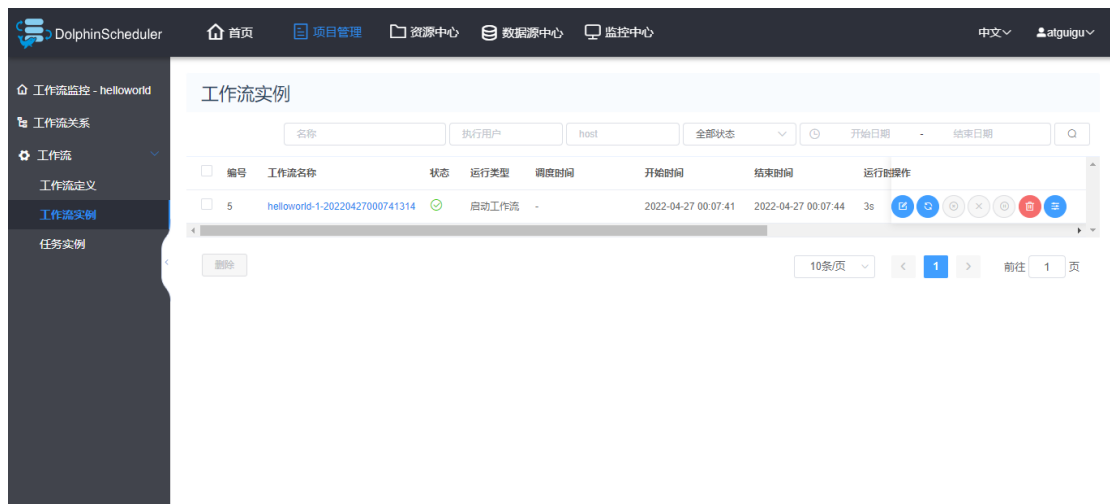 DolphinScheduler 首页 项目管理 资源中心 数据源中心 监控中心 中文 atguigu
工作流监控 - helloworld
工作流关系
工作流
工作流定义
工作流实例
任务实例
工作流实例
名称 执行用户 host 全部状态 开始日期 - 结束日期
编号 工作流名称 状态 运行类型 调度时间 开始时间 结束时间 运行时 操作
5 helloworld-1-20220427000741314 启动工作流 - 2022-04-27 00:07:41 2022-04-27 00:07:44 3s
删除 10条/页 1 前往 1 页